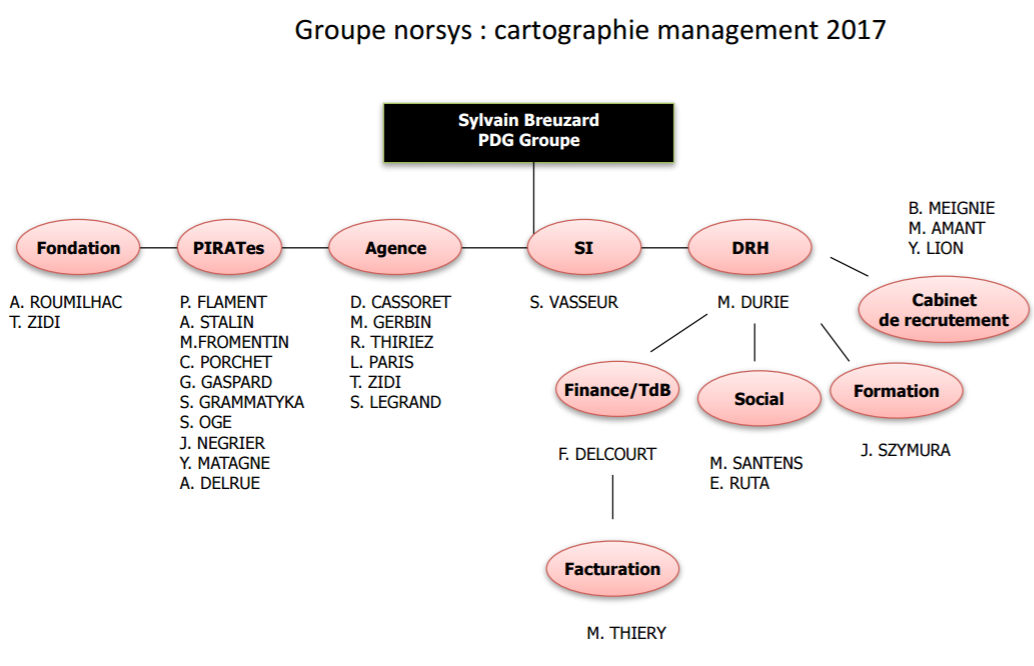 Groupe norsys : cartographie management 2017
Sylvain Breuzard
PDG Groupe
Fondation
A. ROUMILHAC
T. ZIDI
PIRATes
P. FLAMENT
A. STALIN
M.FROMENTIN
C. PORCHET
G. GASPARD
S. GRAMMATYKA
S. OGE
J. NEGRIER
Y. MATAGNE
A. DELRUE
Agence
D. CASSORET
M. GERBIN
R. THIRIEZ
L. PARIS
T. ZIDI
S. LEGRAND
SI
S. VASSEUR
DRH
M. DURIE
B. MEIGNIE
M. AMANT
Y. LION
Cabinet
de recrutement
Finance/TdB
F. DELCOURT
Social
M. SANTENS
E. RUTA
Formation
J. SZYMURA
Facturation
M. THIERY